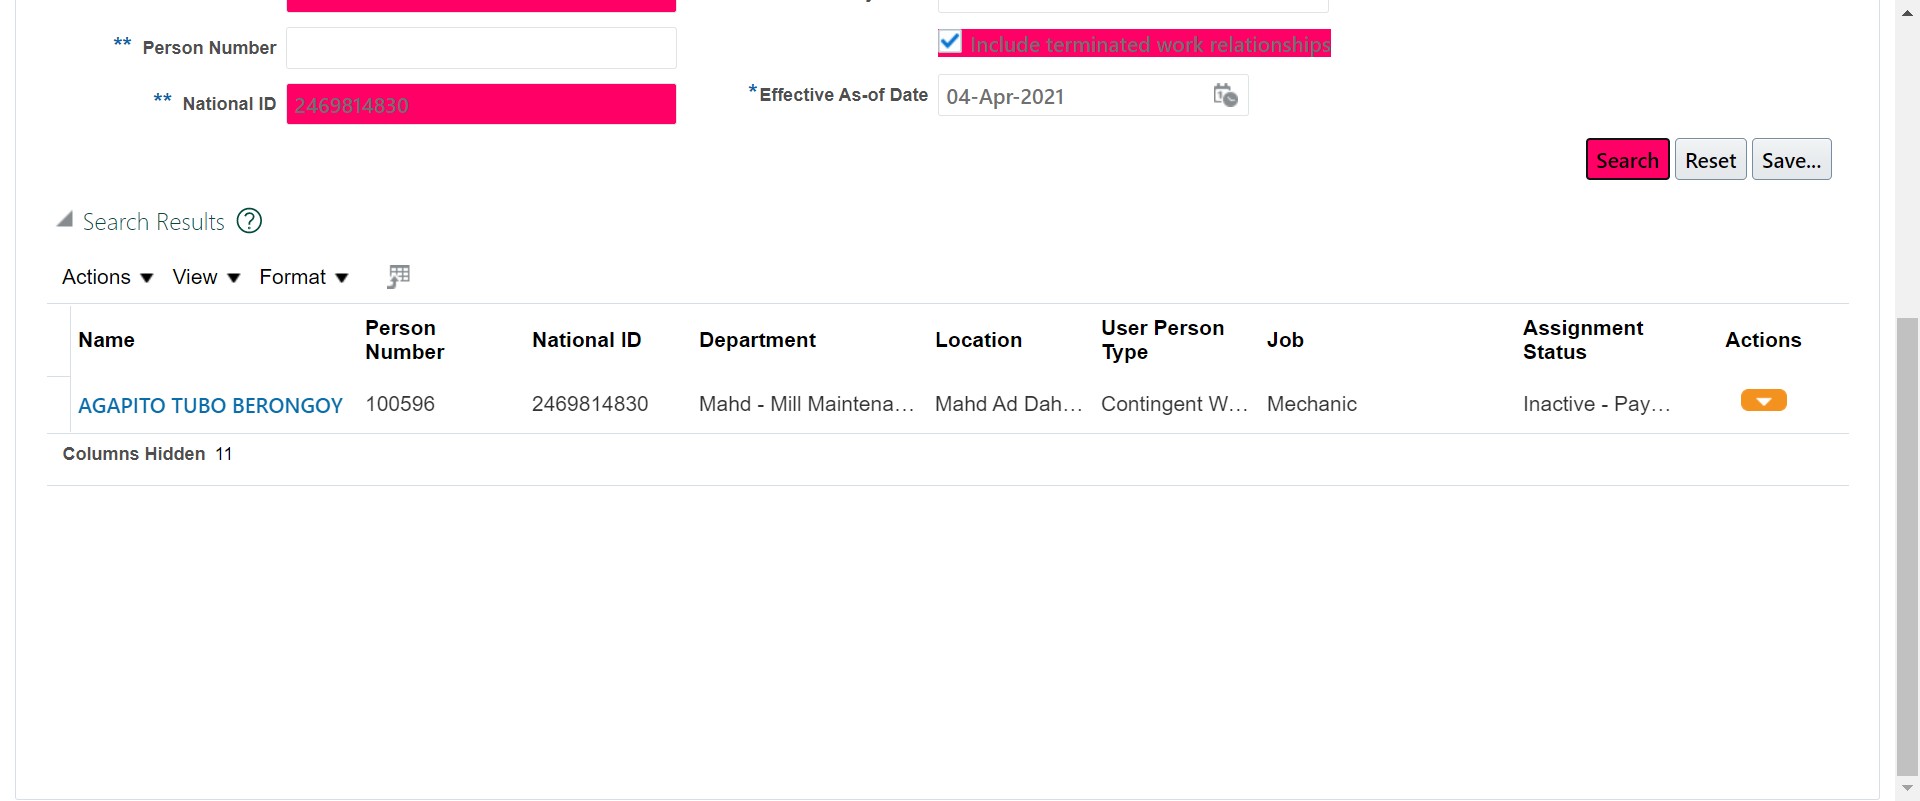 ** Person Number
Include terminated work relationships
** National ID 2469814830
*Effective As-of Date 04-Apr-2021
Search Reset Save...
Search Results ?
Actions View Format
Name Person Number National ID Department Location User Person Type Job Assignment Status Actions
AGAPITO TUBO BERONGOY 100596 2469814830 Mahd - Mill Maintena... Mahd Ad Dah... Contingent W... Mechanic Inactive - Pay...
Columns Hidden 11